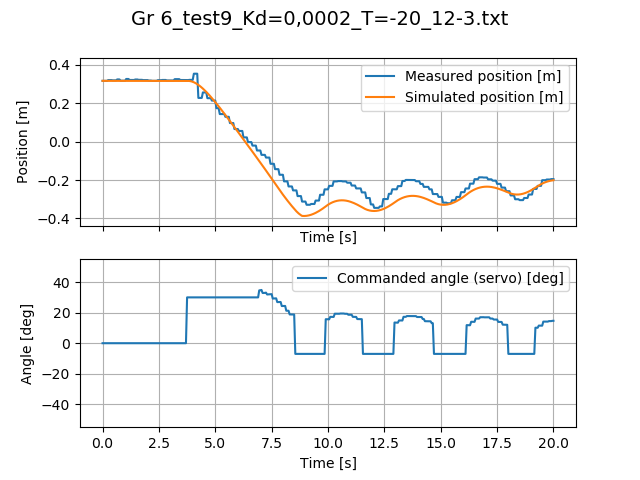 Gr 6_test9_Kd=0,0002_T=-20_12-3.txt
0.4
0.2
0.0
−0.2
−0.4
Position [m]
Measured position [m]
Simulated position [m]
Time [s]
40
20
0
−20
−40
Angle [deg]
Commanded angle (servo) [deg]
0.0 2.5 5.0 7.5 10.0 12.5 15.0 17.5 20.0
Time [s]